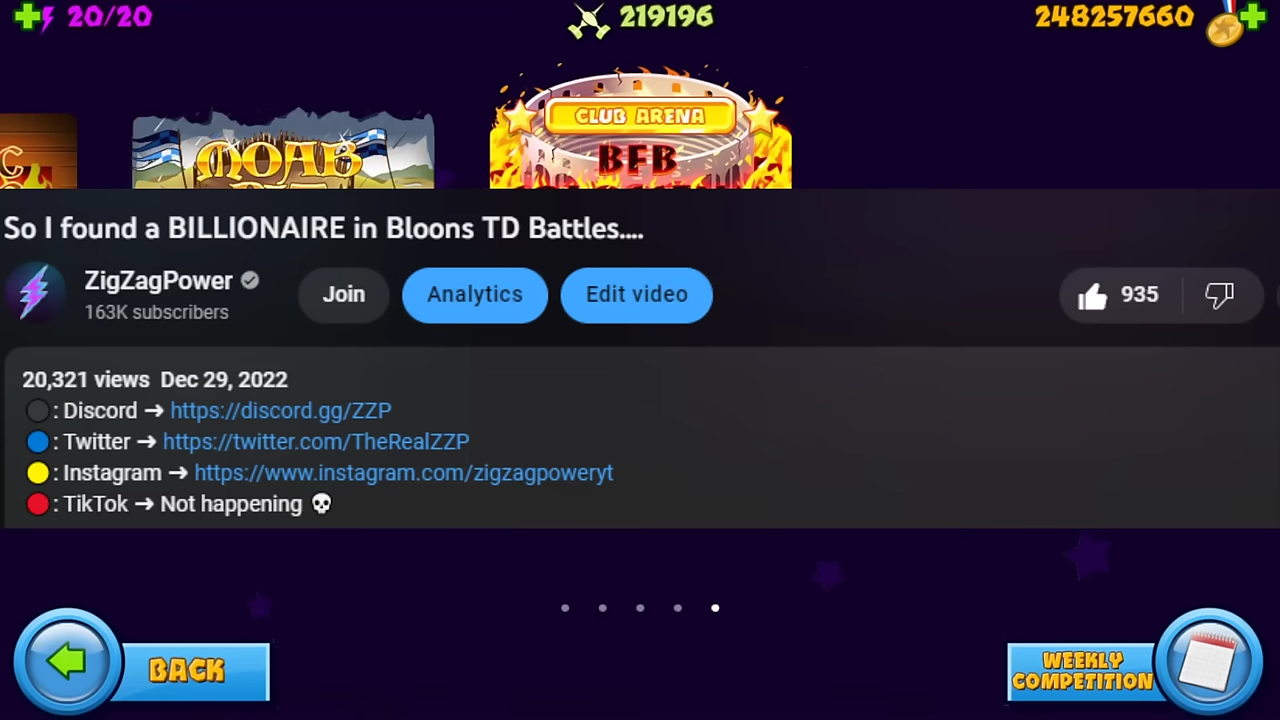 20/20
219196
248257660
C
MOAB
CLUB ARENA
BFB
So I found a BILLIONAIRE in Bloons TD Battles....
ZigZagPower
163K subscribers
Join
Analytics
Edit video
935
20,321 views Dec 29, 2022
: Discord ➔ https://discord.gg/ZZP
: Twitter ➔ https://twitter.com/TheRealZZP
: Instagram ➔ https://www.instagram.com/zigzagpoweryt
: TikTok ➔ Not happening 💀
BACK
WEEKLY
COMPETITION